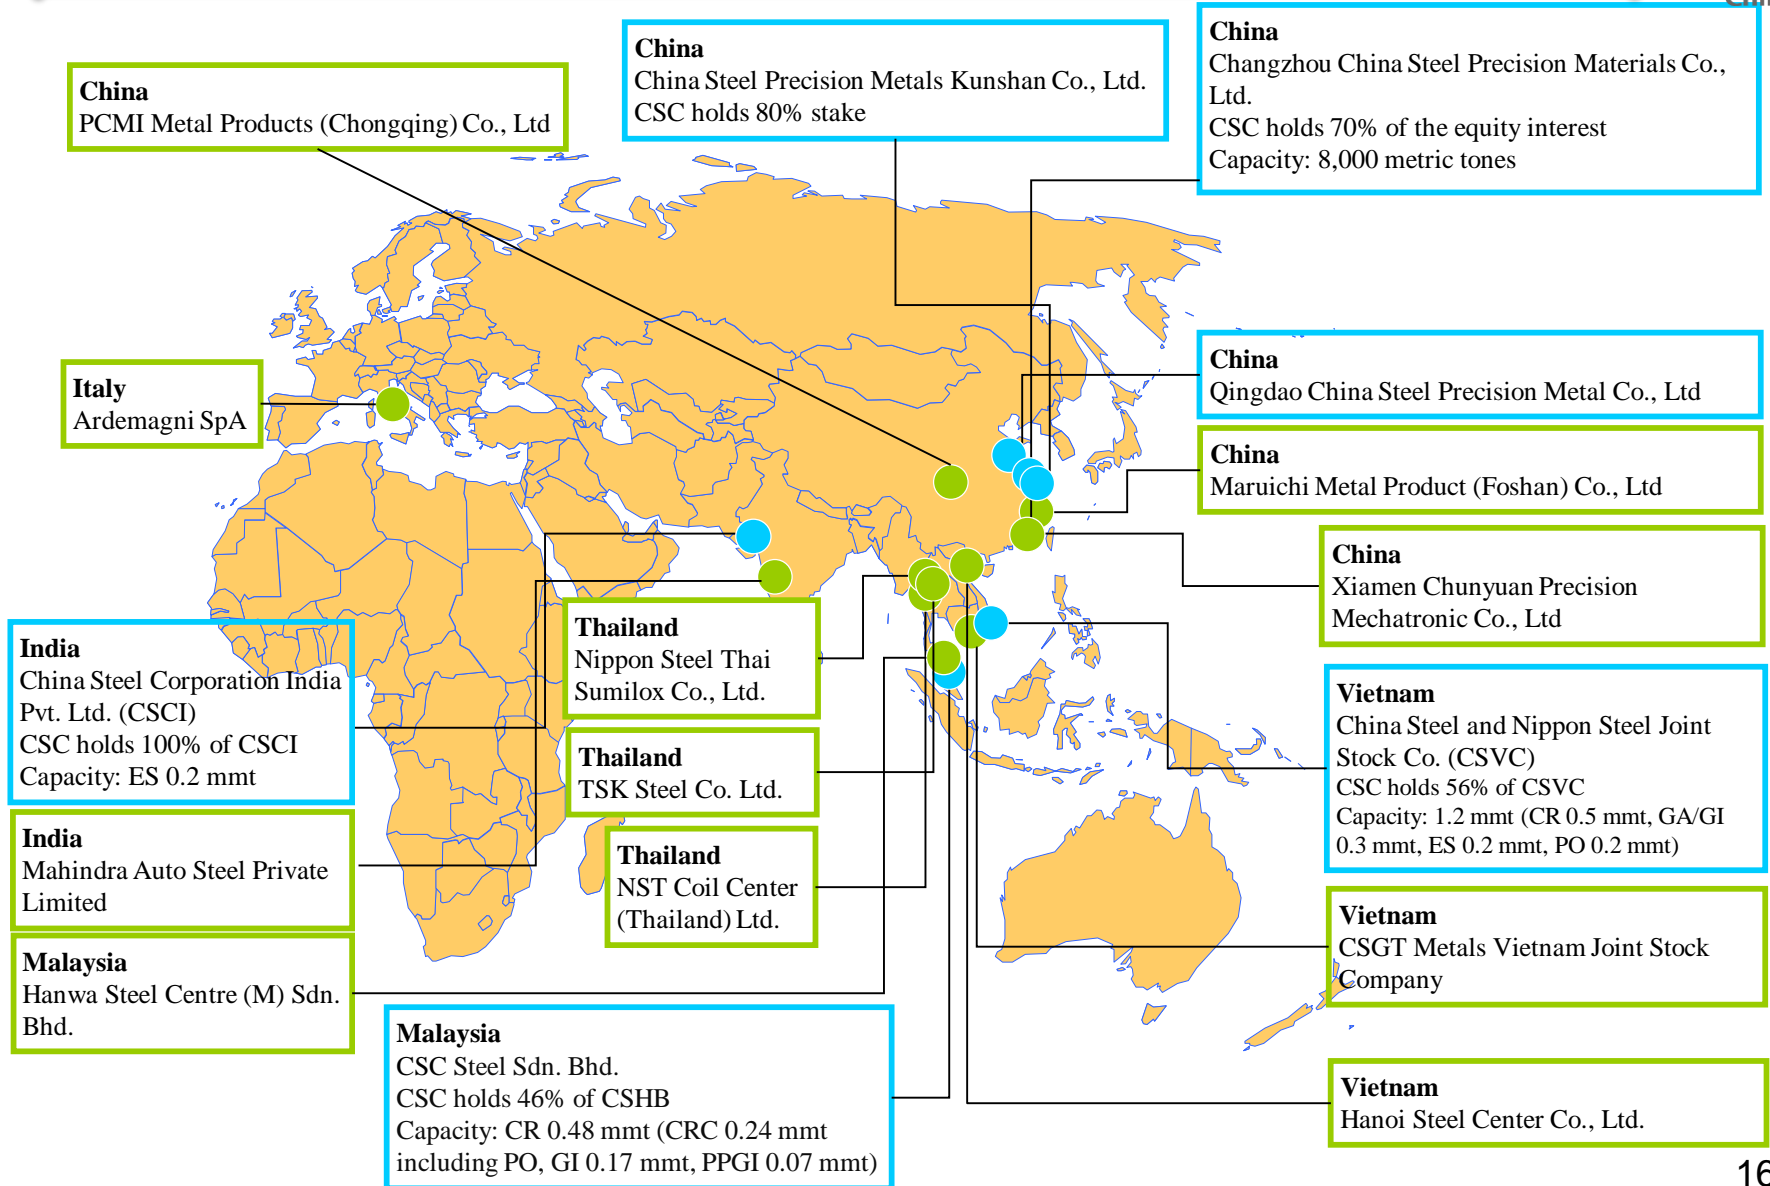 China
PCMI Metal Products (Chongqing) Co., Ltd
China
China Steel Precision Metals Kunshan Co., Ltd.
CSC holds 80% stake
China
Changzhou China Steel Precision Materials Co.,
Ltd.
CSC holds 70% of the equity interest
Capacity: 8,000 metric tones
Italy
Ardemagni SpA
China
Qingdao China Steel Precision Metal Co., Ltd
China
Maruichi Metal Product (Foshan) Co., Ltd
China
Xiamen Chunyuan Precision
Mechatronic Co., Ltd
India
China Steel Corporation India
Pvt. Ltd. (CSCI)
CSC holds 100% of CSCI
Capacity: ES 0.2 mmt
Thailand
Nippon Steel Thai
Sumilox Co., Ltd.
Thailand
TSK Steel Co. Ltd.
Thailand
NST Coil Center
(Thailand) Ltd.
Vietnam
China Steel and Nippon Steel Joint
Stock Co. (CSVC)
CSC holds 56% of CSVC
Capacity: 1.2 mmt (CR 0.5 mmt, GA/GI
0.3 mmt, ES 0.2 mmt, PO 0.2 mmt)
India
Mahindra Auto Steel Private
Limited
Vietnam
CSGT Metals Vietnam Joint Stock
Company
Malaysia
Hanwa Steel Centre (M) Sdn.
Bhd.
Malaysia
CSC Steel Sdn. Bhd.
CSC holds 46% of CSHB
Capacity: CR 0.48 mmt (CRC 0.24 mmt
including PO, GI 0.17 mmt, PPGI 0.07 mmt)
Vietnam
Hanoi Steel Center Co., Ltd.
16